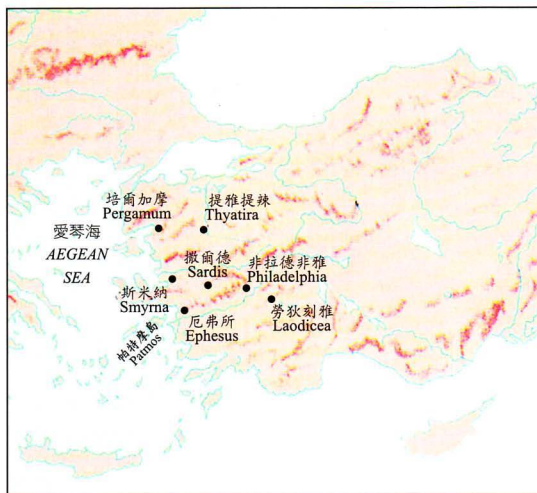 培爾加摩
Pergamum
提雅提辣
Thyatira
愛琴海
AEGEAN
SEA
撒爾德
Sardis
非拉德非雅
Philadelphia
斯米納
Smyrna
厄弗所
Ephesus
勞狄刻雅
Laodicea
帕特摩島
Patmos